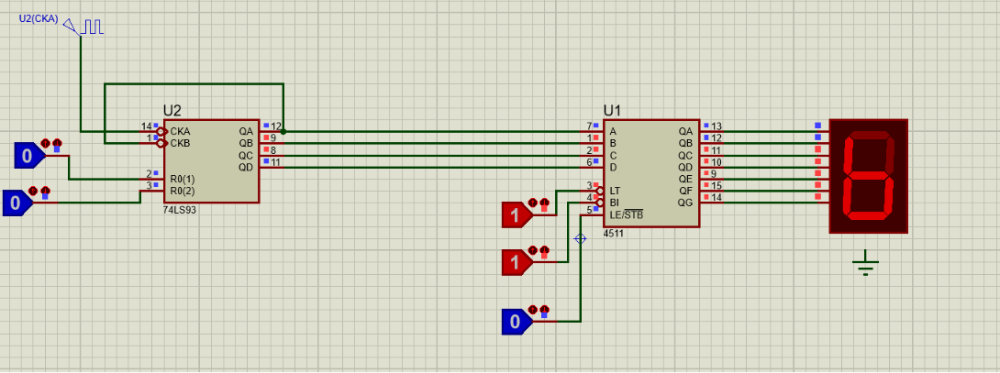 U2(CKA)
U2
14 CKA QA 12
1 CKB QB 9
QC 8
QD 11
2 R0(1)
3 R0(2)
74LS93
0
0
U1
7 A QA 13
1 B QB 12
2 C QC 11
6 D QD 10
QE 9
3 LT QF 15
4 BI QG 14
5 LE/STB
4511
1
1
0
6